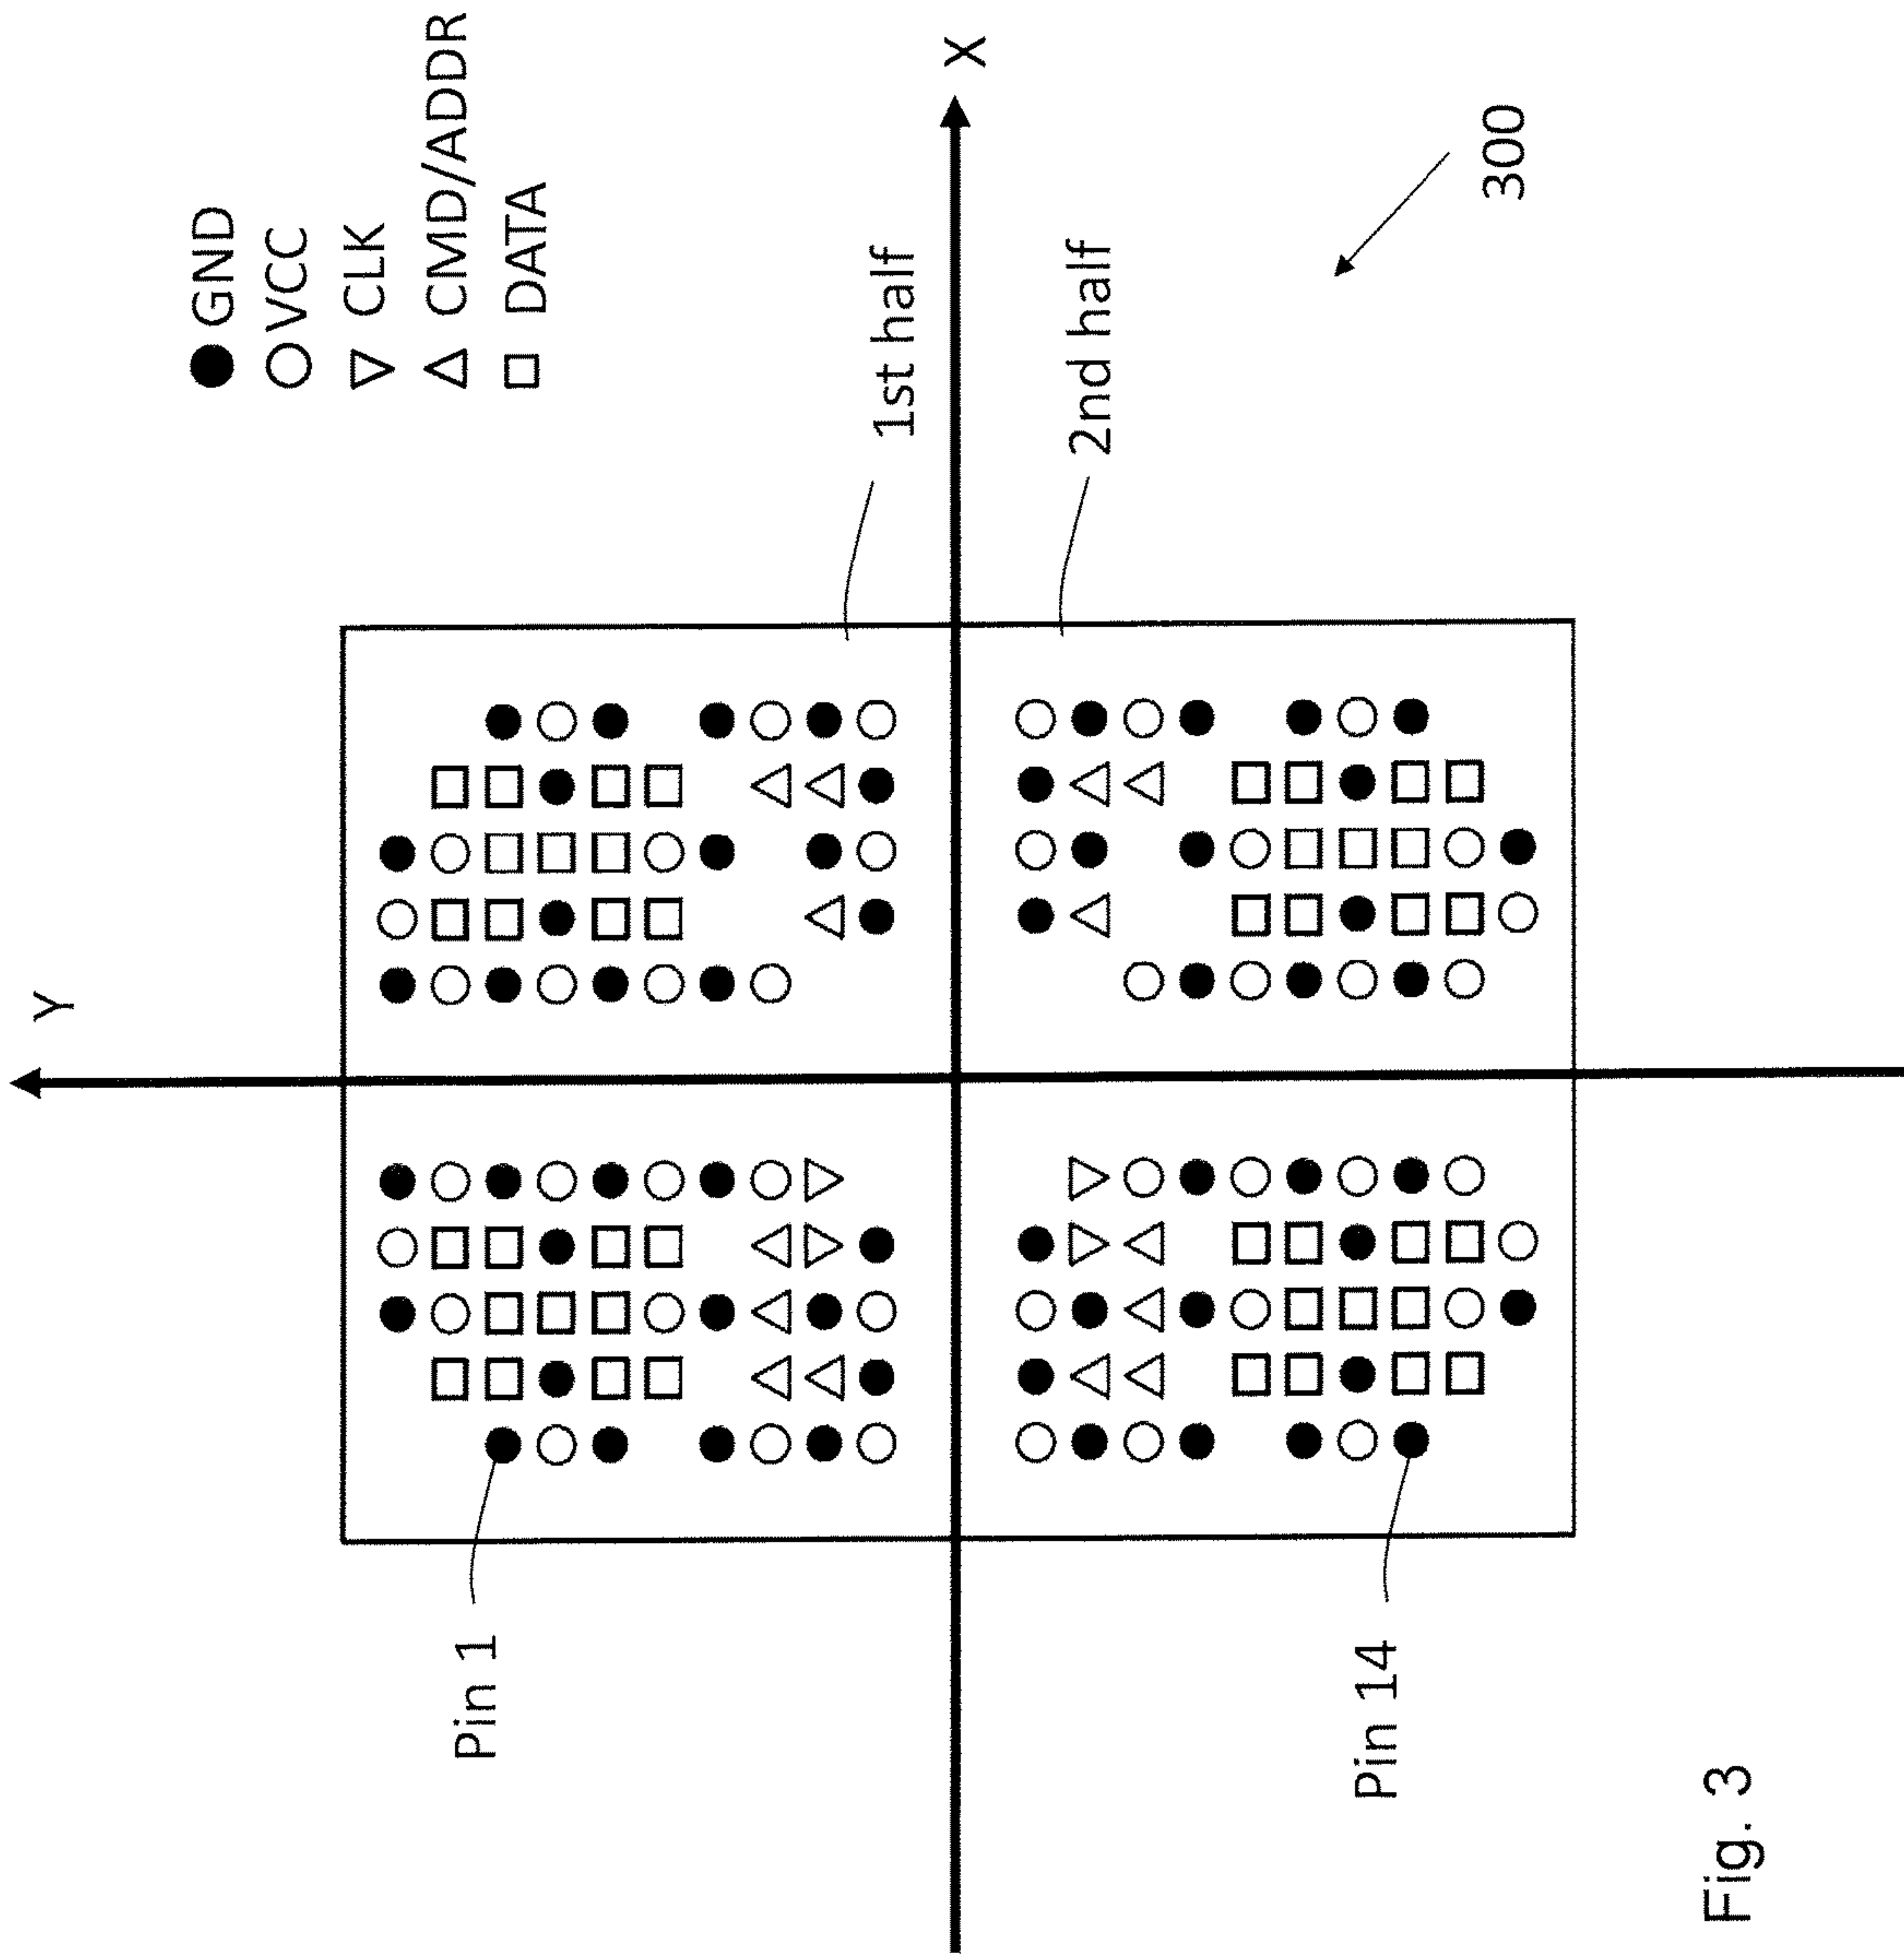 Y
GND
VCC
CLK
CMD/ADDR
DATA
X
1st half
2nd half
300
Pin 1
Pin 14
Fig. 3